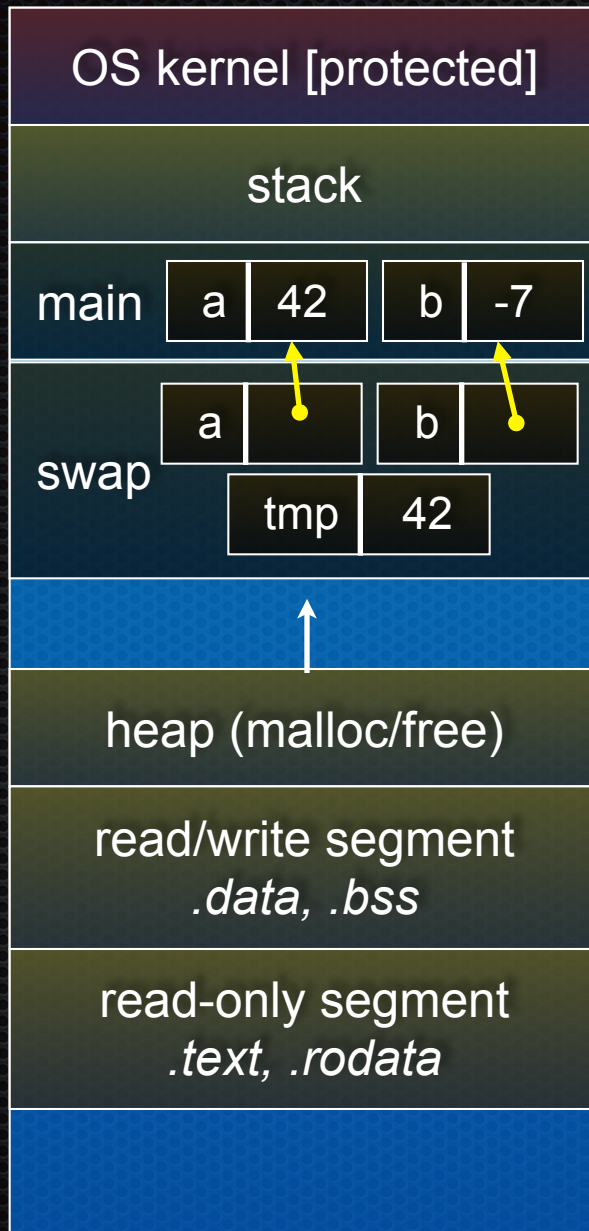 OS kernel [protected]
stack
main a 42 b -7
swap a b
tmp 42
heap (malloc/free)
read/write segment
.data, .bss
read-only segment
.text, .rodata